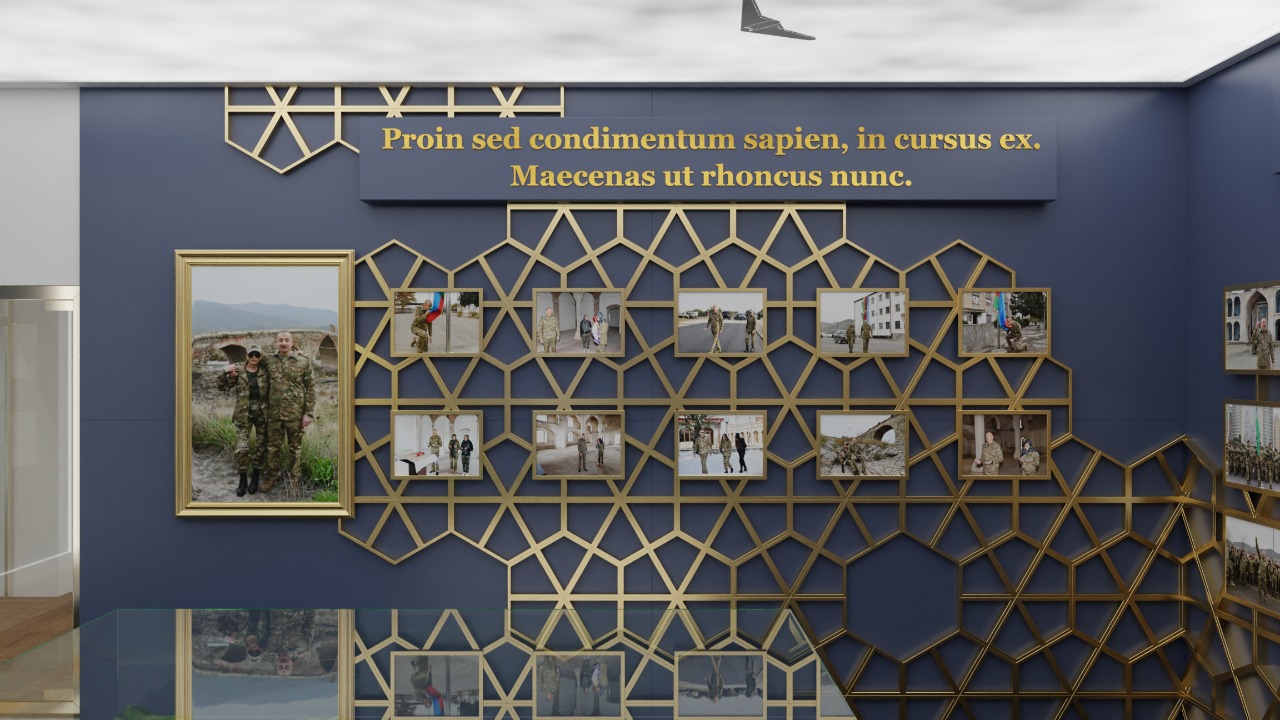 Proin sed condimentum sapien, in cursus ex.
Maecenas ut rhoncus nunc.